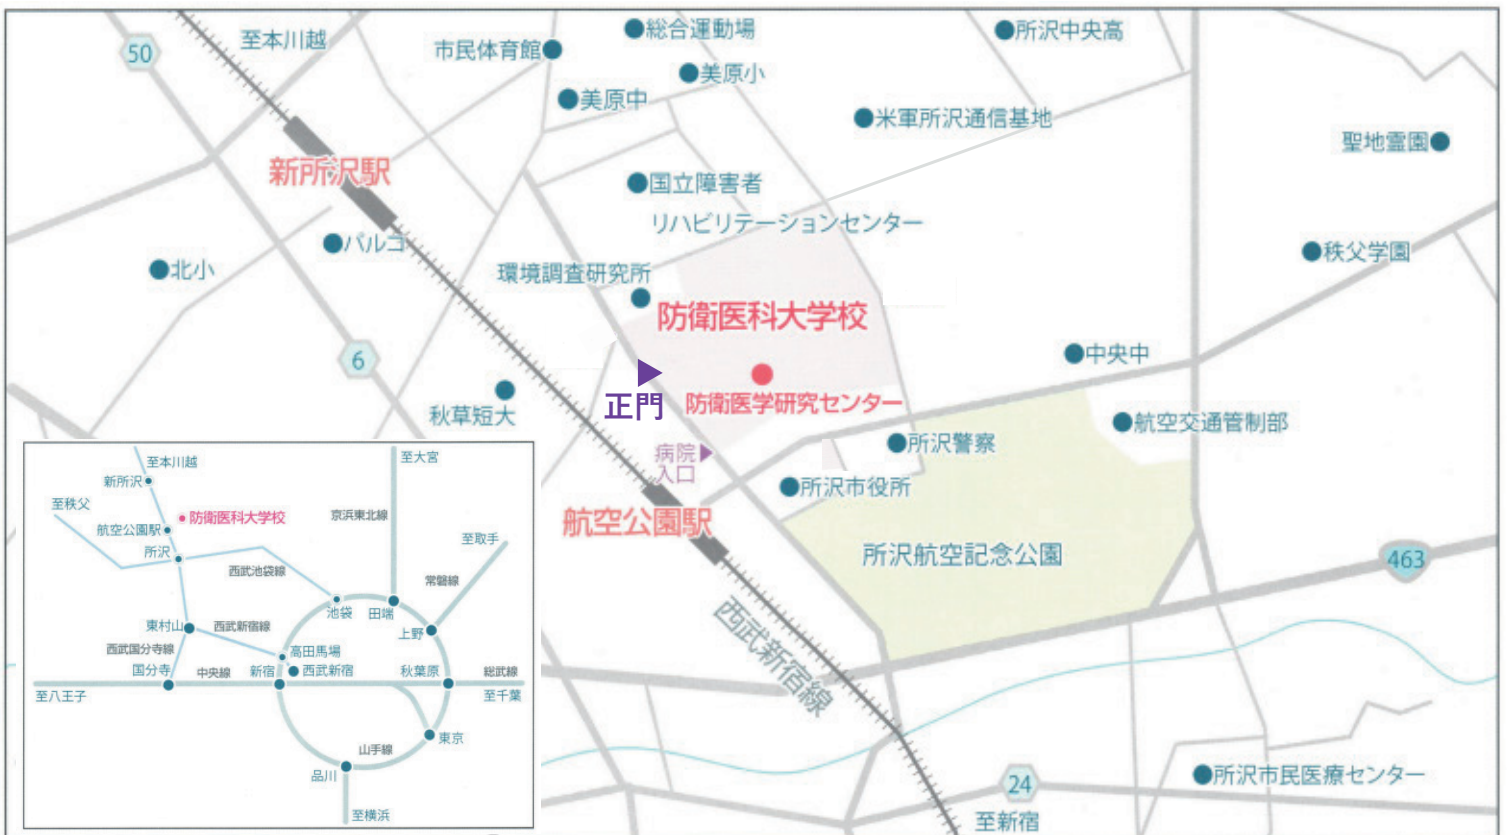 50
至本川越
市民体育館
総合運動場
所沢中央高
美原小
美原中
米軍所沢通信基地
聖地霊園
新所沢駅
国立障害者
リハビリテーションセンター
パルコ
北小
環境調査研究所
秩父学園
防衛医科大学校
6
中央中
正門
防衛医学研究センター
秋草短大
航空交通管制部
所沢警察
病院
入口
所沢市役所
航空公園駅
所沢航空記念公園
463
西武新宿線
24
至新宿
所沢市民医療センター
至本川越
新所沢
至秩父
防衛医科大学校
航空公園駅
所沢
西武池袋線
至大宮
京浜東北線
至取手
常磐線
池袋
田端
上野
東村山
西武新宿線
西武国分寺線
高田馬場
国分寺
中央線
新宿
西武新宿
秋葉原
総武線
至八王子
至千葉
東京
山手線
品川
至横浜